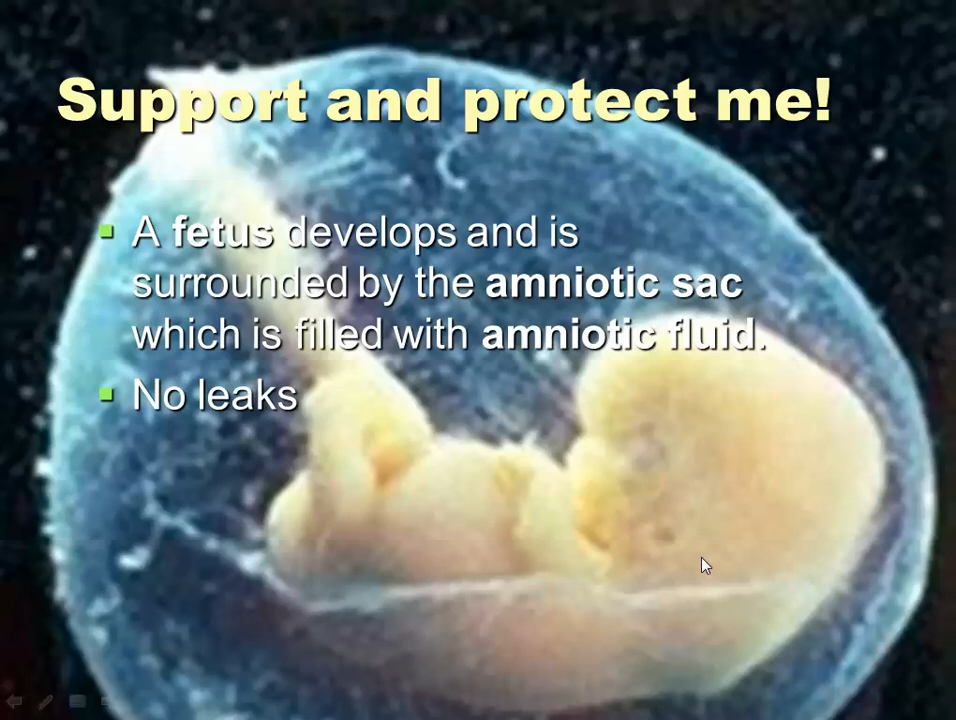 Support and protect me!
A fetus develops and is
surrounded by the amniotic sac
which is filled with amniotic fluid.
No leaks